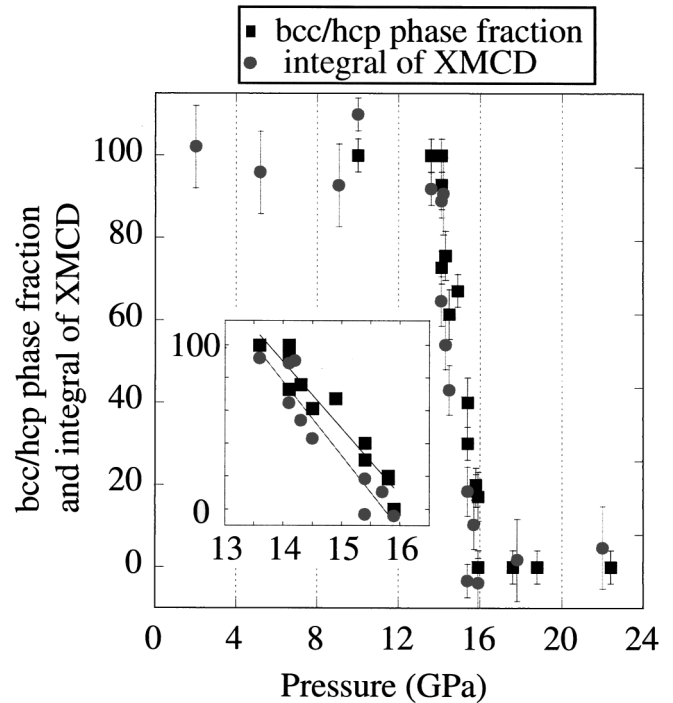 bcc/hcp phase fraction
integral of XMCD
bcc/hcp phase fraction
and integral of XMCD
100
80
60
40
20
0
100
0
13 14 15 16
0 4 8 12 16 20 24
Pressure (GPa)